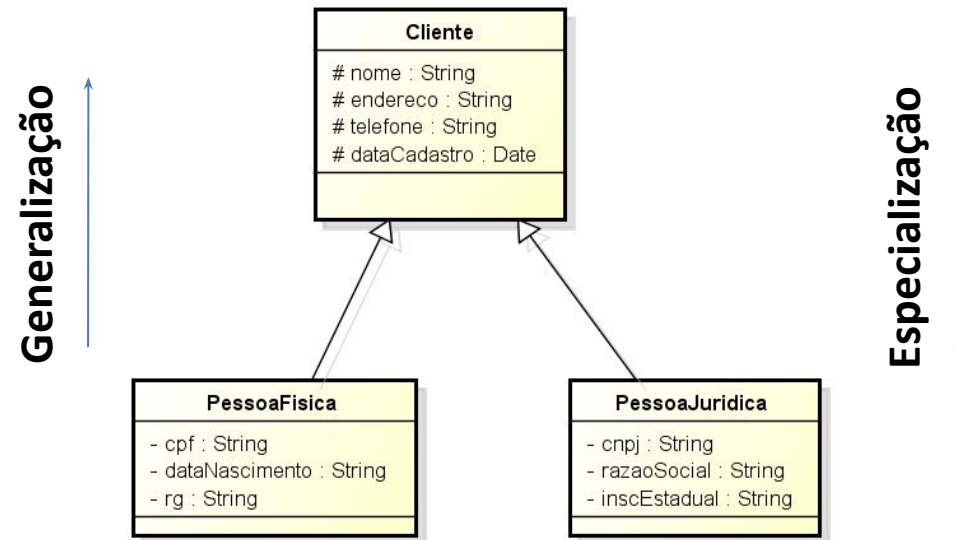 Generalização
Cliente
# nome : String
# endereco : String
# telefone : String
# dataCadastro : Date
Especialização
PessoaFisica
- cpf : String
- dataNascimento : String
- rg : String
PessoaJuridica
- cnpj : String
- razaoSocial : String
- inscEstadual : String